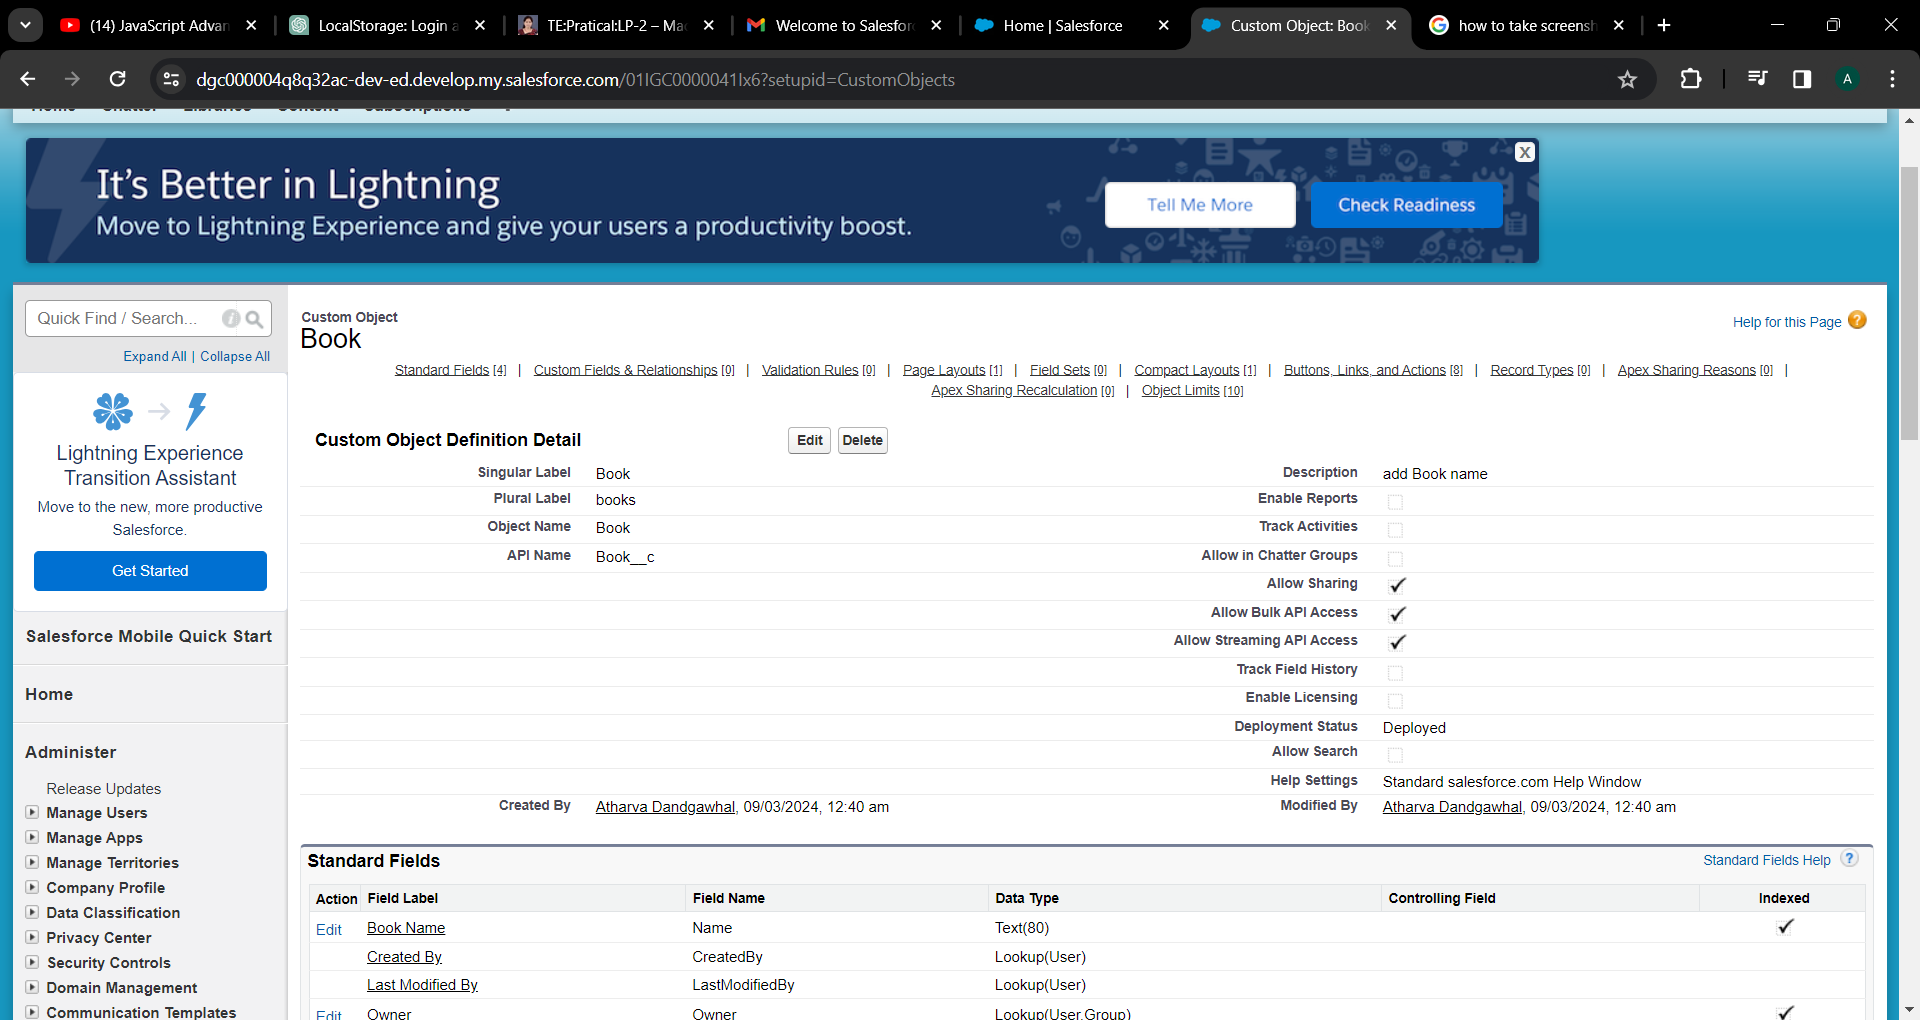 (14) JavaScript Advan
LocalStorage: Login a
TE:Pratical:LP-2 – Ma
Welcome to Salesfor
Home | Salesforce
Custom Object: Book
how to take screensh
dgc000004q8q32ac-dev-ed.develop.my.salesforce.com/01IGC0000041Ix6?setupid=CustomObjects
A
Home Chatter Libraries Content Subscriptions
It's Better in Lightning
Move to Lightning Experience and give your users a productivity boost.
Tell Me More
Check Readiness
X
Quick Find / Search...
Expand All | Collapse All
Lightning Experience
Transition Assistant
Move to the new, more productive
Salesforce.
Get Started
Salesforce Mobile Quick Start
Home
Administer
Release Updates
Manage Users
Manage Apps
Manage Territories
Company Profile
Data Classification
Privacy Center
Security Controls
Domain Management
Communication Templates
Custom Object
Book
Help for this Page
Standard Fields [4] | Custom Fields & Relationships [0] | Validation Rules [0] | Page Layouts [1] | Field Sets [0] | Compact Layouts [1] | Buttons, Links, and Actions [8] | Record Types [0] | Apex Sharing Reasons [0] |
Apex Sharing Recalculation [0] | Object Limits [10]
Custom Object Definition Detail
Edit
Delete
Singular Label Book
Description add Book name
Plural Label books
Enable Reports
Object Name Book
Track Activities
API Name Book__c
Allow in Chatter Groups
Allow Sharing
Allow Bulk API Access
Allow Streaming API Access
Track Field History
Enable Licensing
Deployment Status Deployed
Allow Search
Help Settings Standard salesforce.com Help Window
Created By Atharva Dandgawhal, 09/03/2024, 12:40 am
Modified By Atharva Dandgawhal, 09/03/2024, 12:40 am
Standard Fields
Standard Fields Help ?
Action Field Label Field Name Data Type Controlling Field Indexed
Edit Book Name Name Text(80)
Created By CreatedBy Lookup(User)
Last Modified By LastModifiedBy Lookup(User)
Edit Owner Owner Lookup(User,Group)